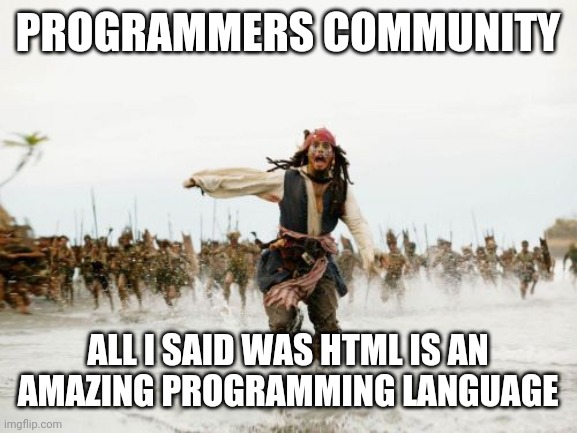 PROGRAMMERS COMMUNITY
ALL I SAID WAS HTML IS AN
AMAZING PROGRAMMING LANGUAGE
imgflip.com